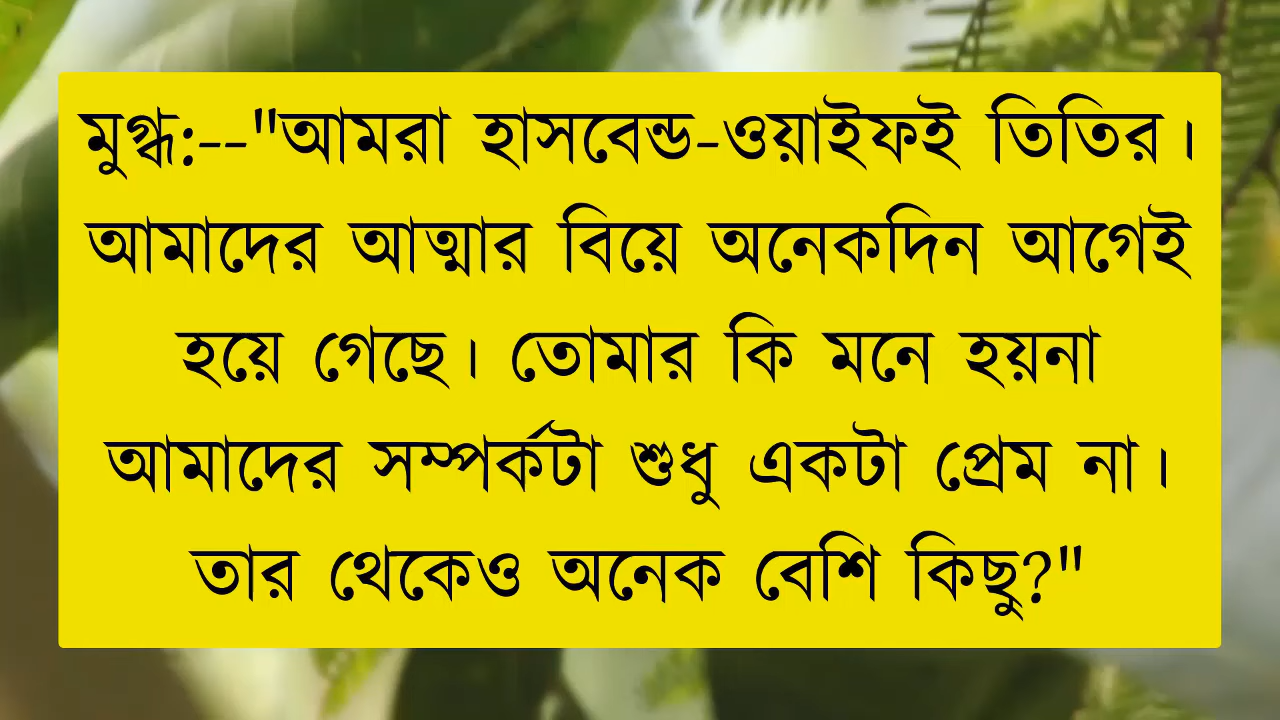 মুগ্ধ:--"আমরা হাসবেন্ড-ওয়াইফই তিতির।
আমাদের আত্মার বিয়ে অনেকদিন আগেই
হয়ে গেছে। তোমার কি মনে হয়না
আমাদের সম্পর্কটা শুধু একটা প্রেম না।
তার থেকেও অনেক বেশি কিছু?"